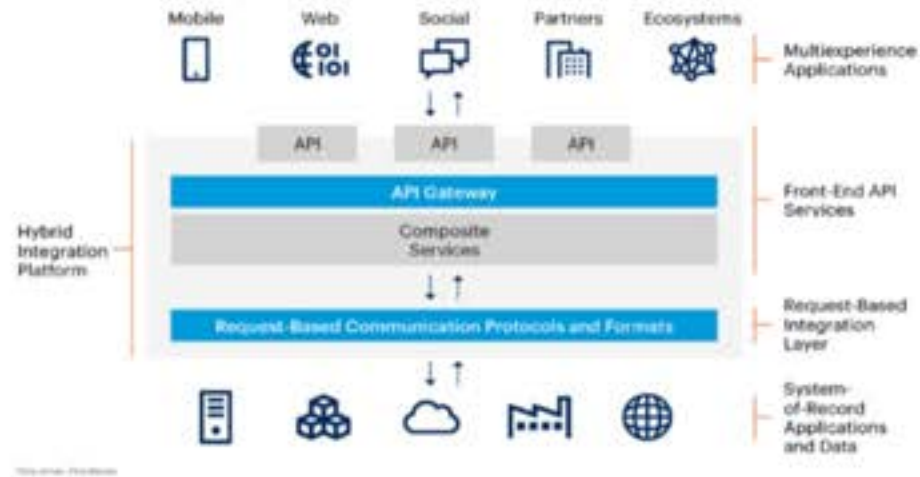 Mobile
Web
Social
Partners
Ecosystems
Multiexperience
Applications
API
API
API
API Gateway
Front-End API
Services
Composite
Services
Hybrid
Integration
Platform
Request-Based Communication Protocols and Formats
Request-Based
Integration
Layer
System-
of-Record
Applications
and Data